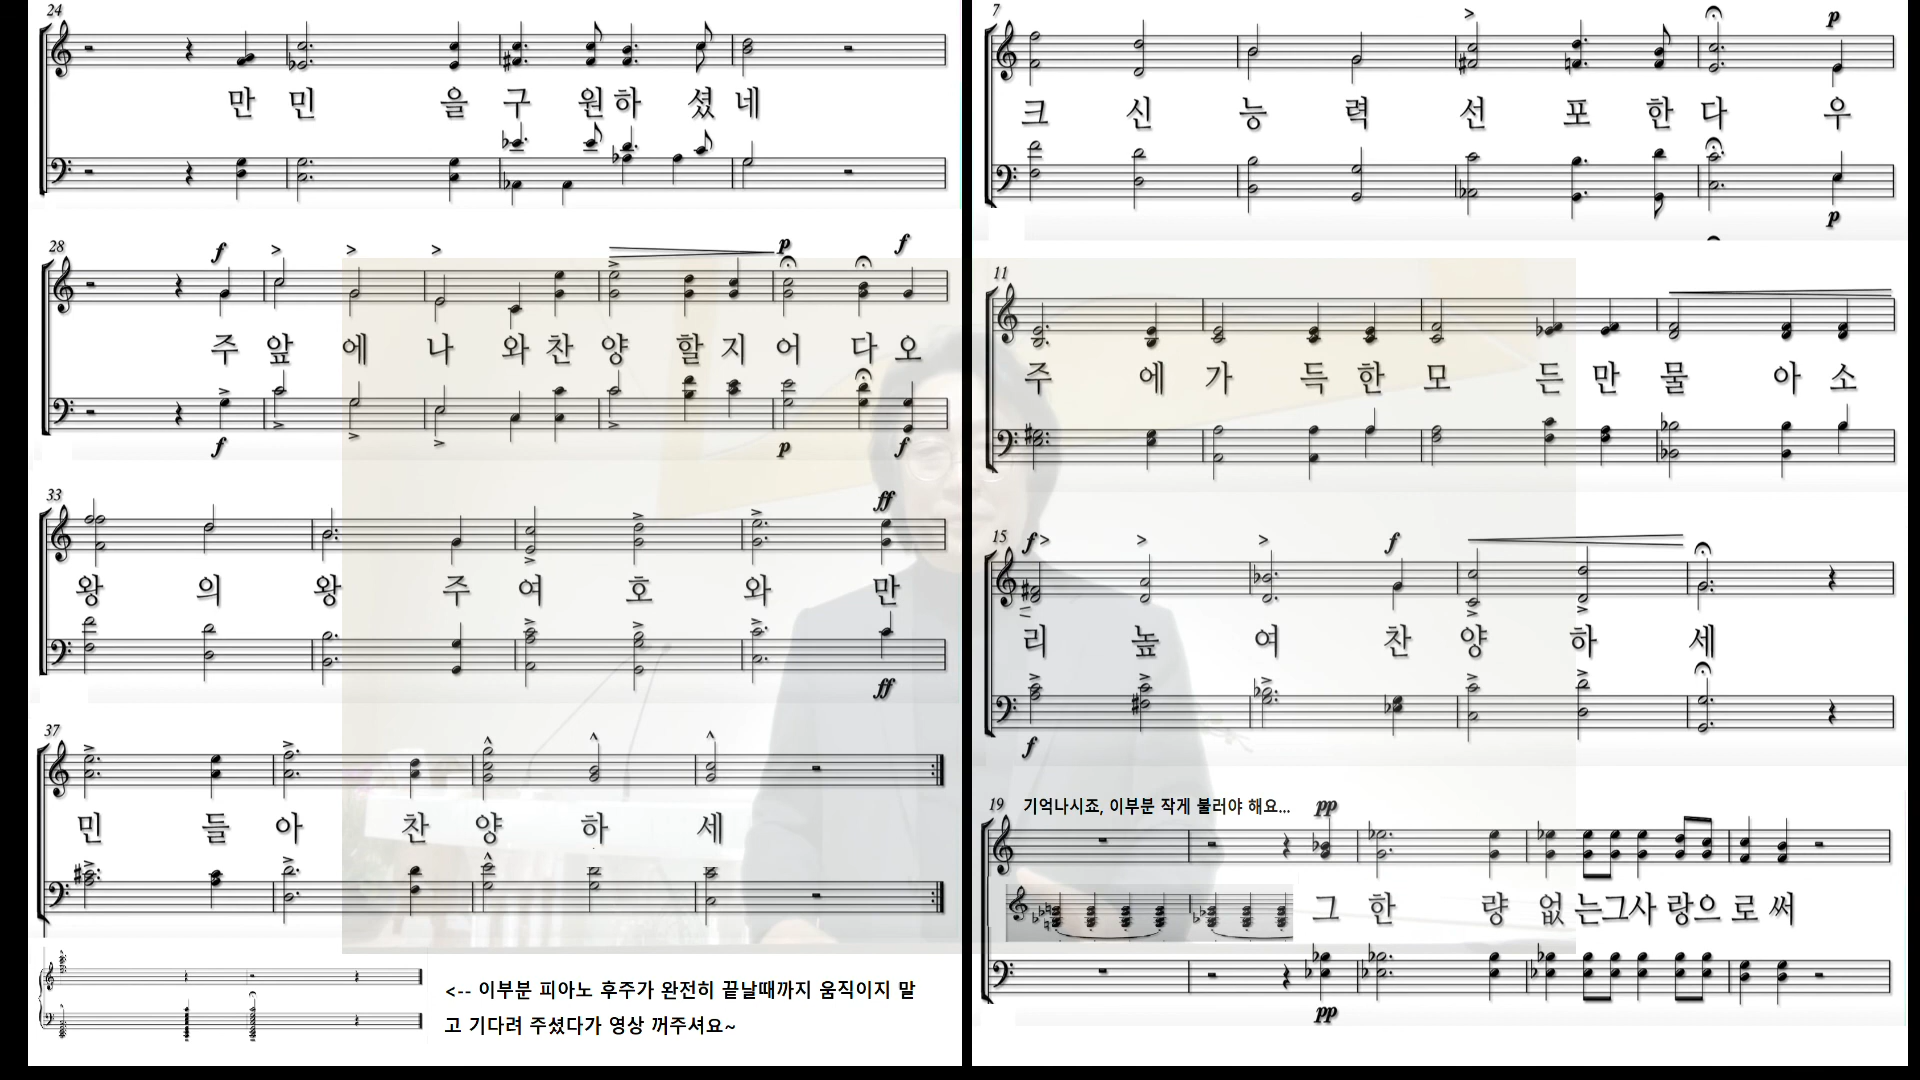 24
만 민 을 구 원 하 셨 네
28
f
p
f
주 앞 에 나 와 찬 양 할 지 어 다 오
f
p
f
33
ff
왕 의 왕 주 여 호 와 만
ff
37
민 들 아 찬 양 하 세
<-- 이부분 피아노 후주가 완전히 끝날때까지 움직이지 말
고 기다려 주셨다가 영상 꺼주셔요~
7
p
크 신 능 력 선 포 한 다 우
p
11
주 에 가 득 한 모 든 만 물 아 소
15
f
f
리 높 여 찬 양 하 세
f
19
기억나시죠, 이부분 작게 불러야 해요...
pp
그 한 량 없 는 그 사 랑 으 로 써
pp